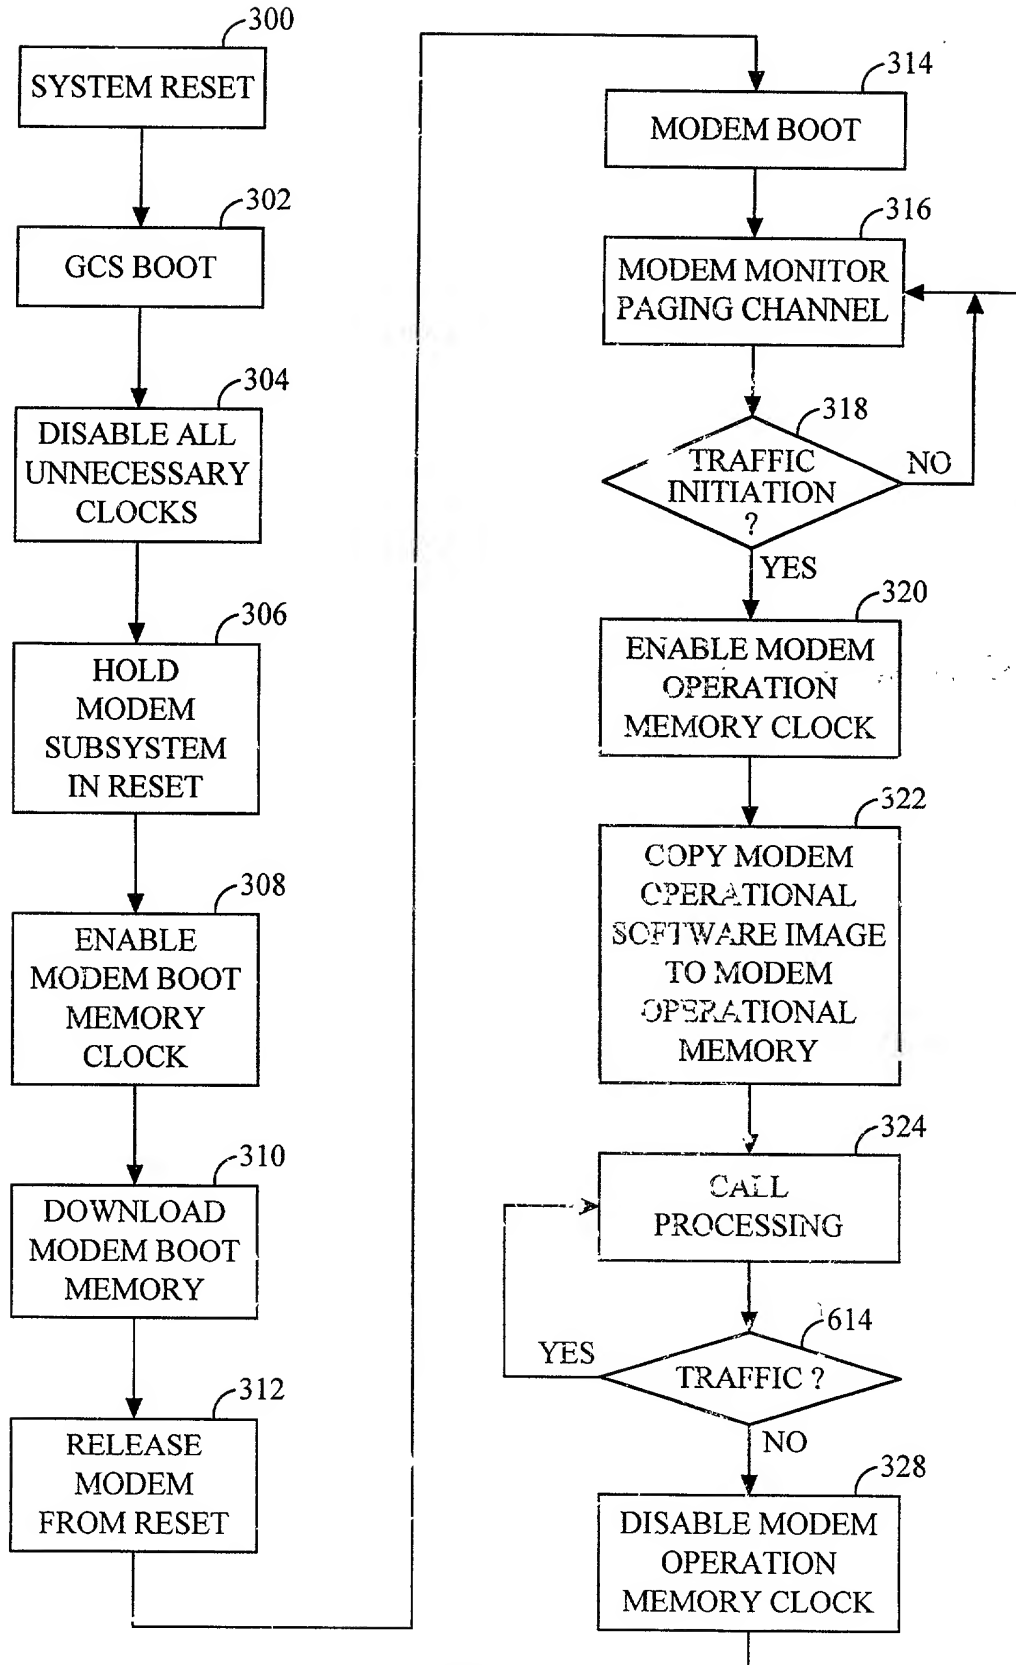 300
SYSTEM RESET
302
GCS BOOT
304
DISABLE ALL
UNNECESSARY
CLOCKS
306
HOLD
MODEM
SUBSYSTEM
IN RESET
308
ENABLE
MODEM BOOT
MEMORY
CLOCK
310
DOWNLOAD
MODEM BOOT
MEMORY
312
RELEASE
MODEM
FROM RESET
314
MODEM BOOT
316
MODEM MONITOR
PAGING CHANNEL
318
TRAFFIC
INITIATION
?
NO
YES
320
ENABLE MODEM
OPERATION
MEMORY CLOCK
322
COPY MODEM
OPERATIONAL
SOFTWARE IMAGE
TO MODEM
OPERATIONAL
MEMORY
324
CALL
PROCESSING
614
TRAFFIC ?
YES
NO
328
DISABLE MODEM
OPERATION
MEMORY CLOCK